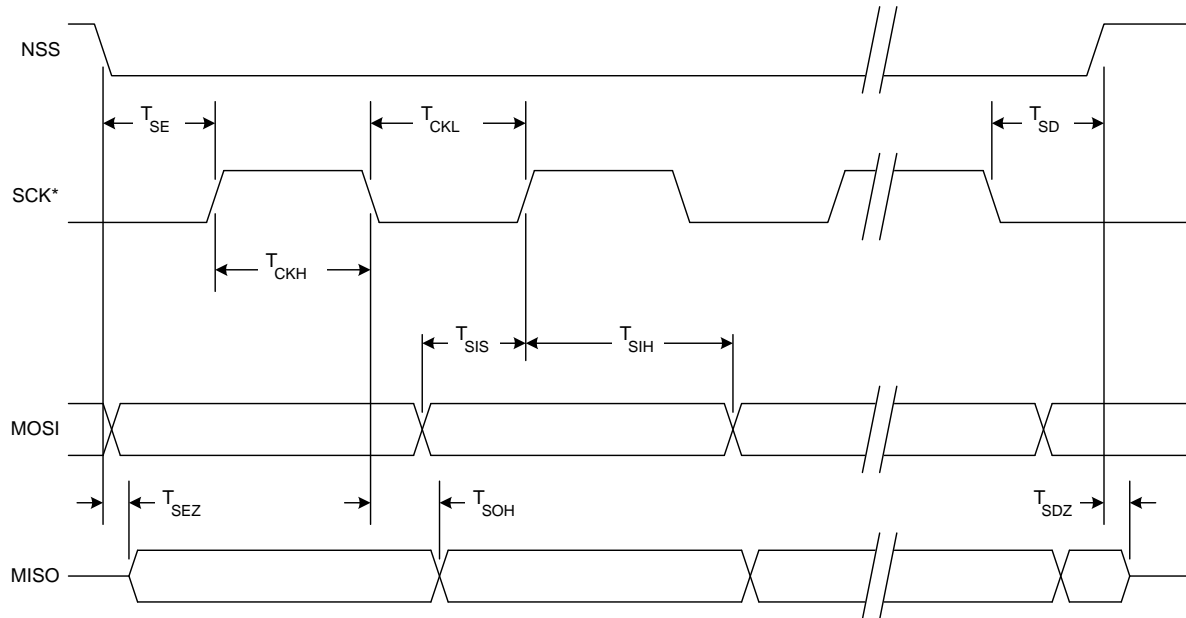 NSS
T_SE
T_CKL
T_SD
SCK*
T_CKH
T_SIS
T_SIH
MOSI
T_SEZ
T_SOH
T_SDZ
MISO